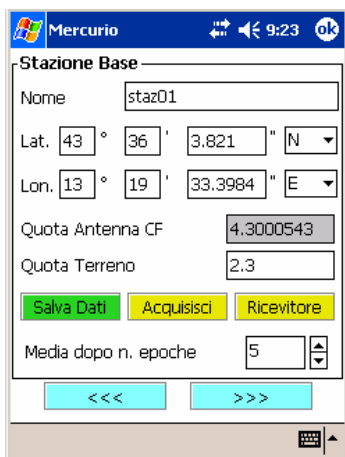 Mercurio 9:23 ok
Stazione Base
Nome staz01
Lat. 43 ° 36 ' 3.821 " N
Lon. 13 ° 19 ' 33.3984 " E
Quota Antenna CF 4.3000543
Quota Terreno 2.3
Salva Dati Acquisisci Ricevitore
Media dopo n. epoche 5
<<< >>>